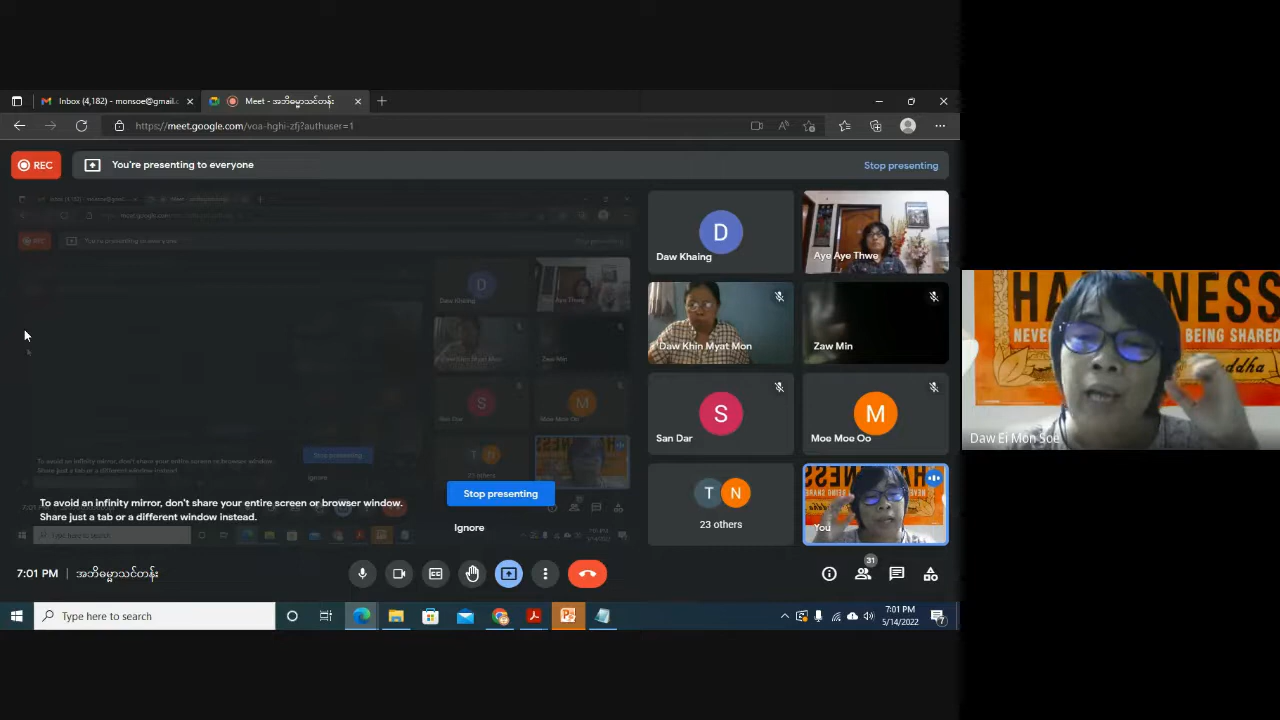 Inbox (4,182) - monsoe@gmail.c
Meet - အဘိဓမ္မာသင်တန်း
https://meet.google.com/voa-hghi-zfj?authuser=1
REC
You're presenting to everyone
Stop presenting
D
Daw Khaing
Aye Aye Thwe
Daw Khin Myat Mon
Zaw Min
S
San Dar
M
Moe Moe Oo
T N
23 others
You
To avoid an infinity mirror, don't share your entire screen or browser window.
Share just a tab or a different window instead.
Stop presenting
Ignore
7:01 PM | အဘိဓမ္မာသင်တန်း
31
Type here to search
7:01 PM
5/14/2022
7
HA NESS
NEVE BEING SHARED
ddha
Daw Ei Mon Soe